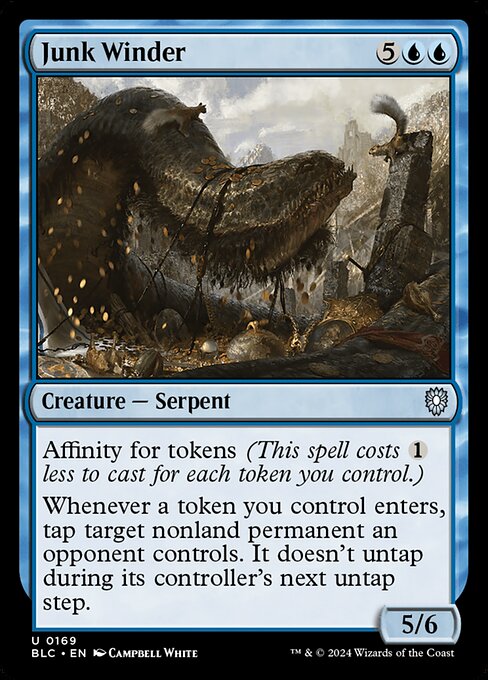 Junk Winder 5
Creature — Serpent
Affinity for tokens (This spell costs 1
less to cast for each token you control.)
Whenever a token you control enters,
tap target nonland permanent an
opponent controls. It doesn't untap
during its controller's next untap
step.
5/6
U 0169
BLC • EN CAMPBELL WHITE
™ & © 2024 Wizards of the Coast